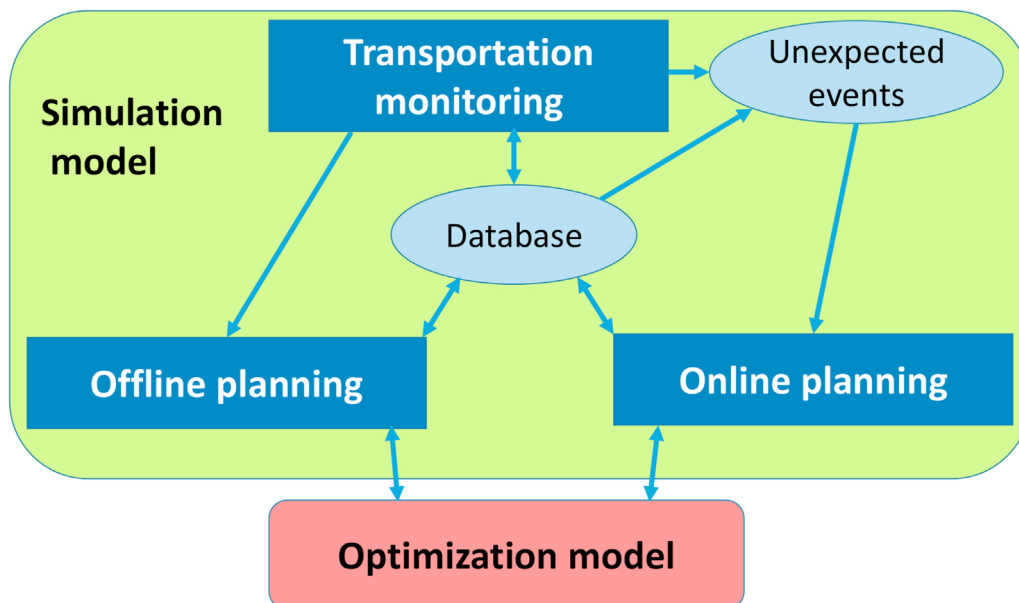 Transportation
monitoring
Unexpected
events
Simulation
model
Database
Offline planning
Online planning
Optimization model